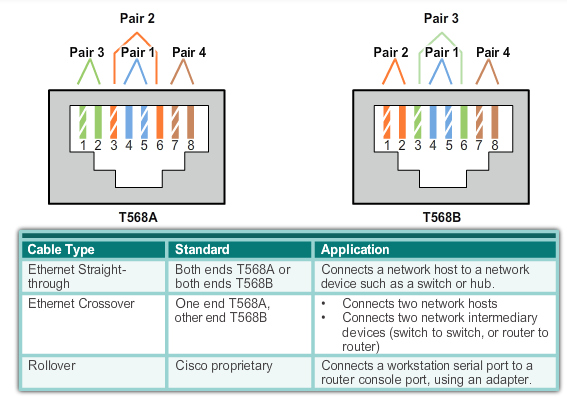 Pair 2
Pair 3 Pair 1 Pair 4
1 2 3 4 5 6 7 8
T568A
Pair 3
Pair 2 Pair 1 Pair 4
1 2 3 4 5 6 7 8
T568B
Cable Type Standard Application
Ethernet Straight-
through
Both ends T568A or
both ends T568B
Connects a network host to a network
device such as a switch or hub.
Ethernet Crossover
One end T568A,
other end T568B
• Connects two network hosts
• Connects two network intermediary
devices (switch to switch, or router to
router)
Rollover
Cisco proprietary
Connects a workstation serial port to a
router console port, using an adapter.